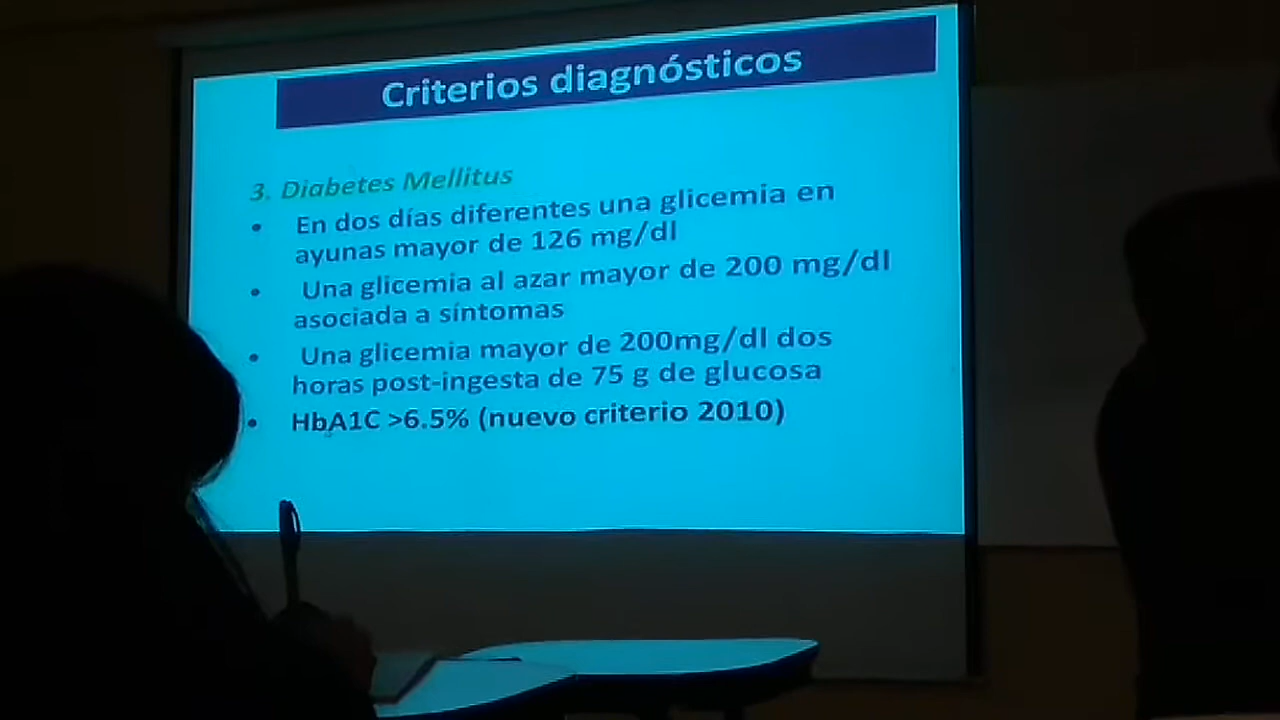 Criterios diagnósticos
3. Diabetes Mellitus
• En dos días diferentes una glicemia en
ayunas mayor de 126 mg/dl
• Una glicemia al azar mayor de 200 mg/dl
asociada a síntomas
• Una glicemia mayor de 200mg/dl dos
horas post-ingesta de 75 g de glucosa
• HbA1C >6.5% (nuevo criterio 2010)